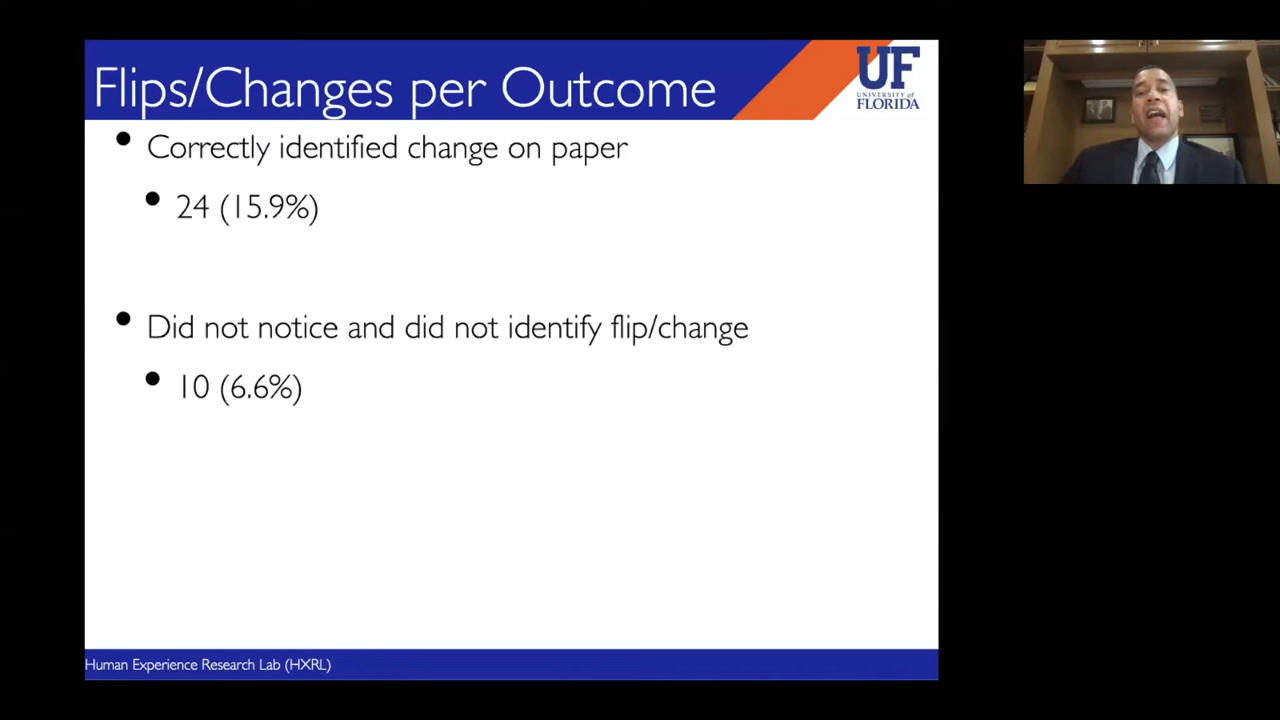 Flips/Changes per Outcome
UF
UNIVERSITY of
FLORIDA
• Correctly identified change on paper
• 24 (15.9%)
• Did not notice and did not identify flip/change
• 10 (6.6%)
Human Experience Research Lab (HXRL)